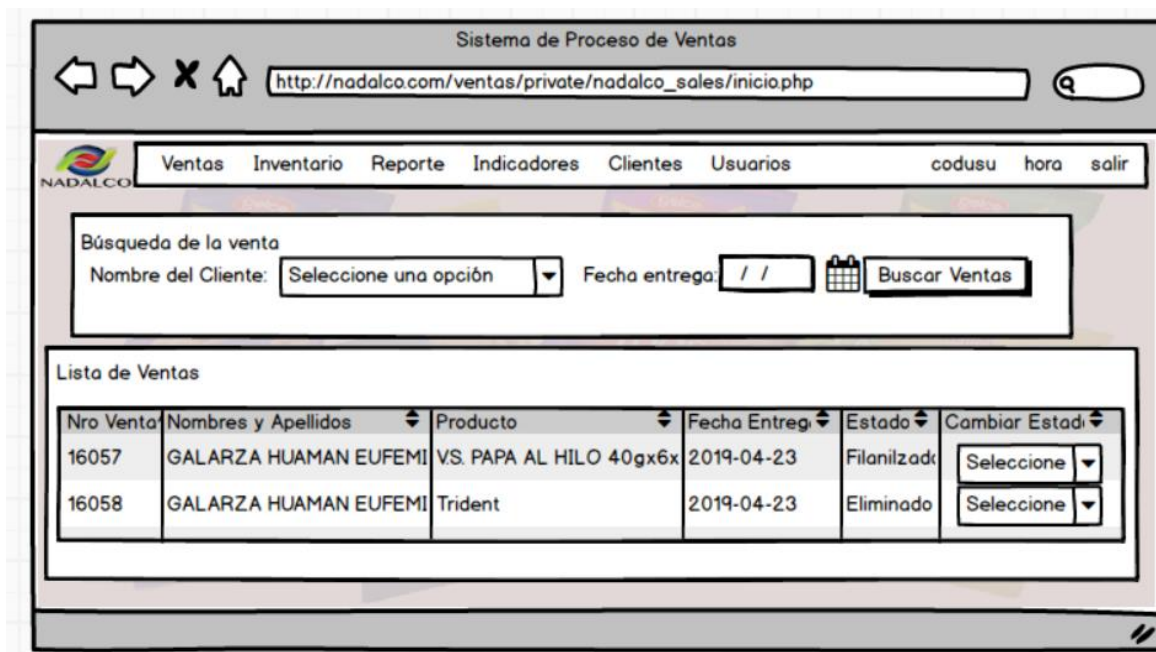 Sistema de Proceso de Ventas
http://nadalco.com/ventas/private/nadalco_sales/inicio.php
NADALCO
Ventas Inventario Reporte Indicadores Clientes Usuarios codusu hora salir
Búsqueda de la venta
Nombre del Cliente: Seleccione una opción Fecha entrega: / / Buscar Ventas
Lista de Ventas
Nro Venta Nombres y Apellidos Producto Fecha Entreg Estado Cambiar Estad
16057 GALARZA HUAMAN EUFEMI V.S. PAPA AL HILO 40gx6x 2019-04-23 Filanilzad Seleccione
16058 GALARZA HUAMAN EUFEMI Trident 2019-04-23 Eliminado Seleccione